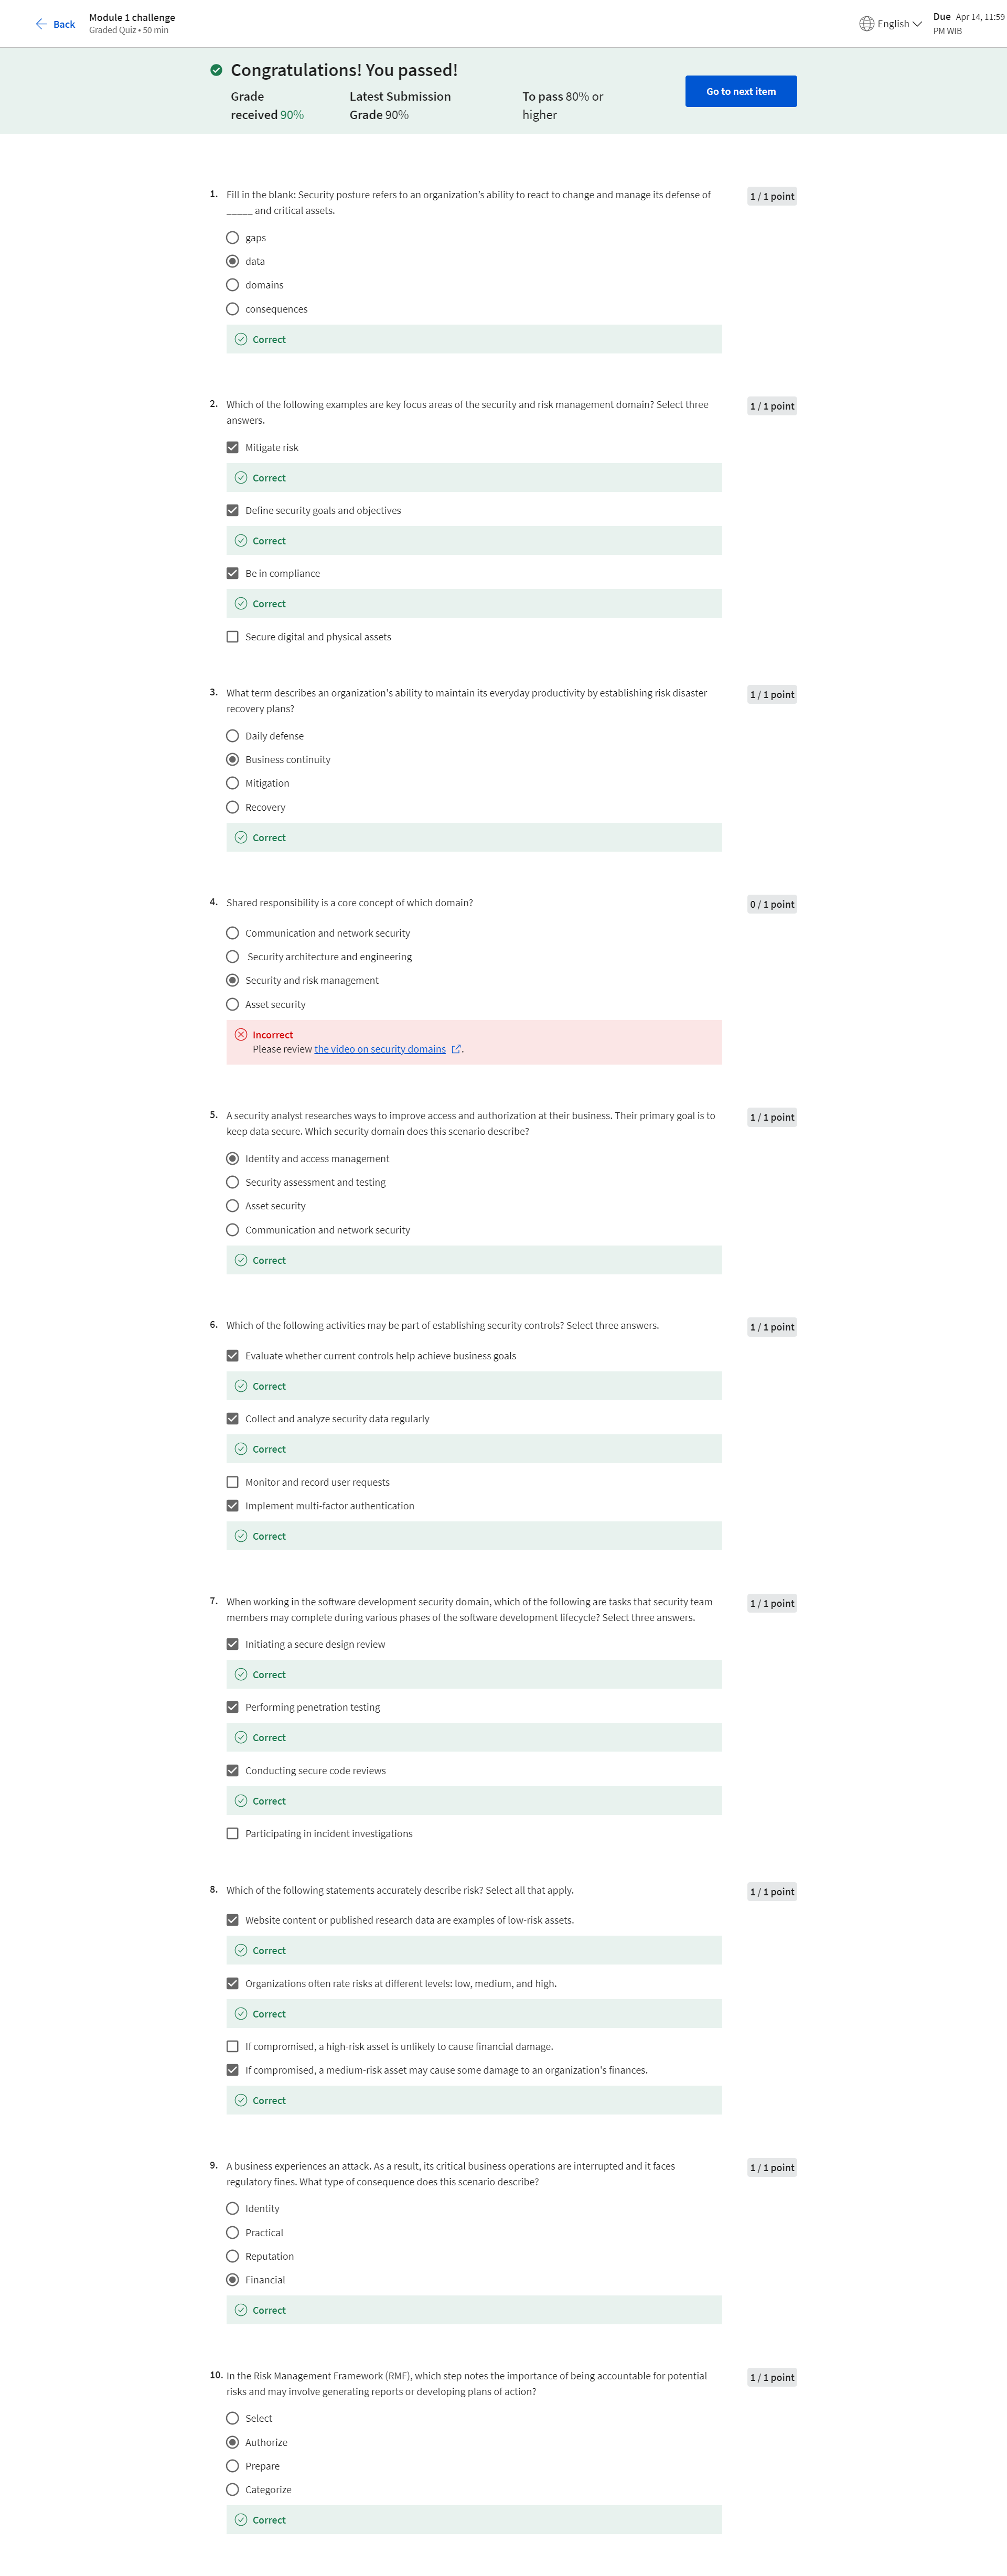 Back
Module 1 challenge
Graded Quiz • 50 min
English
Due Apr 14, 11:59
PM WIB
Congratulations! You passed!
Grade
received 90%
Latest Submission
Grade 90%
To pass 80% or
higher
Go to next item
1. Fill in the blank: Security posture refers to an organization's ability to react to change and manage its defense of
_____ and critical assets.
1 / 1 point
gaps
data
domains
consequences
Correct
2. Which of the following examples are key focus areas of the security and risk management domain? Select three
answers.
1 / 1 point
Mitigate risk
Correct
Define security goals and objectives
Correct
Be in compliance
Correct
Secure digital and physical assets
3. What term describes an organization's ability to maintain its everyday productivity by establishing risk disaster
recovery plans?
1 / 1 point
Daily defense
Business continuity
Mitigation
Recovery
Correct
4. Shared responsibility is a core concept of which domain?
0 / 1 point
Communication and network security
Security architecture and engineering
Security and risk management
Asset security
Incorrect
Please review the video on security domains .
5. A security analyst researches ways to improve access and authorization at their business. Their primary goal is to
keep data secure. Which security domain does this scenario describe?
1 / 1 point
Identity and access management
Security assessment and testing
Asset security
Communication and network security
Correct
6. Which of the following activities may be part of establishing security controls? Select three answers.
1 / 1 point
Evaluate whether current controls help achieve business goals
Correct
Collect and analyze security data regularly
Correct
Monitor and record user requests
Implement multi-factor authentication
Correct
7. When working in the software development security domain, which of the following are tasks that security team
members may complete during various phases of the software development lifecycle? Select three answers.
1 / 1 point
Initiating a secure design review
Correct
Performing penetration testing
Correct
Conducting secure code reviews
Correct
Participating in incident investigations
8. Which of the following statements accurately describe risk? Select all that apply.
1 / 1 point
Website content or published research data are examples of low-risk assets.
Correct
Organizations often rate risks at different levels: low, medium, and high.
Correct
If compromised, a high-risk asset is unlikely to cause financial damage.
If compromised, a medium-risk asset may cause some damage to an organization's finances.
Correct
9. A business experiences an attack. As a result, its critical business operations are interrupted and it faces
regulatory fines. What type of consequence does this scenario describe?
1 / 1 point
Identity
Practical
Reputation
Financial
Correct
10. In the Risk Management Framework (RMF), which step notes the importance of being accountable for potential
risks and may involve generating reports or developing plans of action?
1 / 1 point
Select
Authorize
Prepare
Categorize
Correct